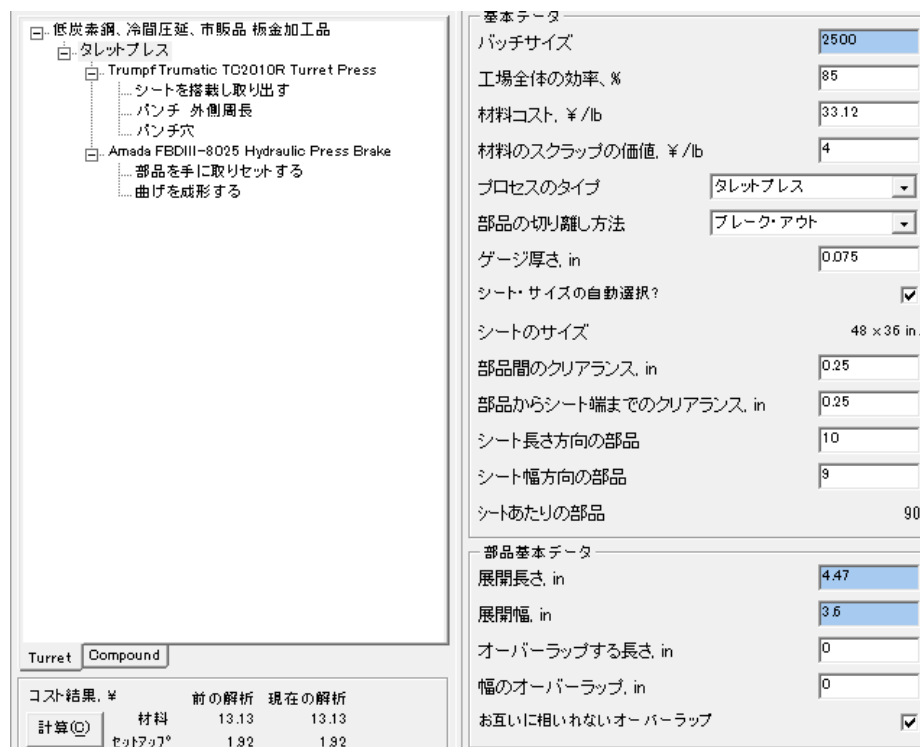 低炭素鋼、冷間圧延、市販品 板金加工品
タレットプレス
Trumpf Trumatic TC2010R Turret Press
シートを搭載し取り出す
パンチ 外側周長
パンチ穴
Amada FBDIII-8025 Hydraulic Press Brake
部品を手に取りセットする
曲げを成形する
Turret Compound
コスト結果, ¥ 前の解析 現在の解析
計算(C)
材料 13.13 13.13
セットアップ 1.92 1.92
基本データ
バッチサイズ 2500
工場全体の効率、% 85
材料コスト, ¥/lb 33.12
材料のスクラップの価値, ¥/lb 4
プロセスのタイプ タレットプレス
部品の切り離し方法 ブレーク・アウト
ゲージ厚さ, in 0.075
シート・サイズの自動選択?
シートのサイズ 48 x 36 in.
部品間のクリアランス, in 0.25
部品からシート端までのクリアランス, in 0.25
シート長さ方向の部品 10
シート幅方向の部品 9
シートあたりの部品 90
部品基本データ
展開長さ, in 4.47
展開幅, in 3.6
オーバーラップする長さ, in 0
幅のオーバーラップ, in 0
お互いに相いれないオーバーラップ